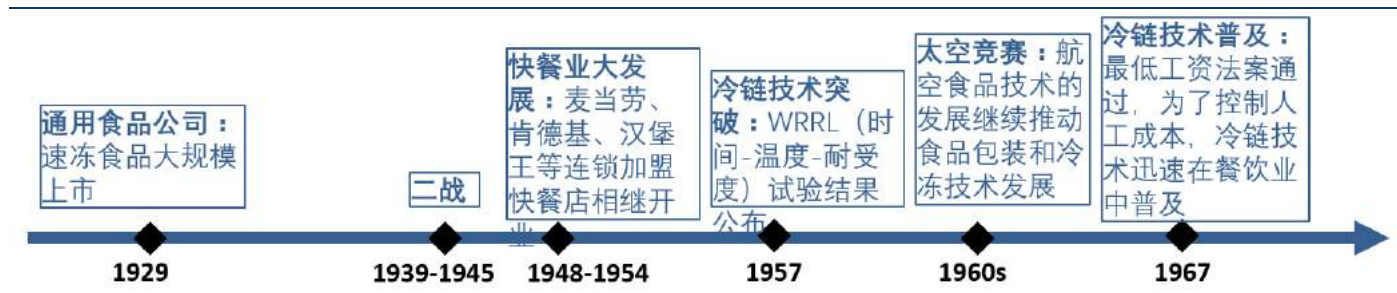 通用食品公司：
速冻食品大规模
上市
二战
快餐业大发
展：麦当劳、
肯德基、汉堡
王等连锁加盟
快餐店相继开
业
冷链技术突
破：WRRL（时
间-温度-耐受
度）试验结果
公布
太空竞赛：航
空食品技术的
发展继续推动
食品包装和冷
冻技术发展
冷链技术普及：
最低工资法案通
过，为了控制人
工成本，冷链技
术迅速在餐饮业
中普及
1929
1939-1945
1948-1954
1957
1960s
1967